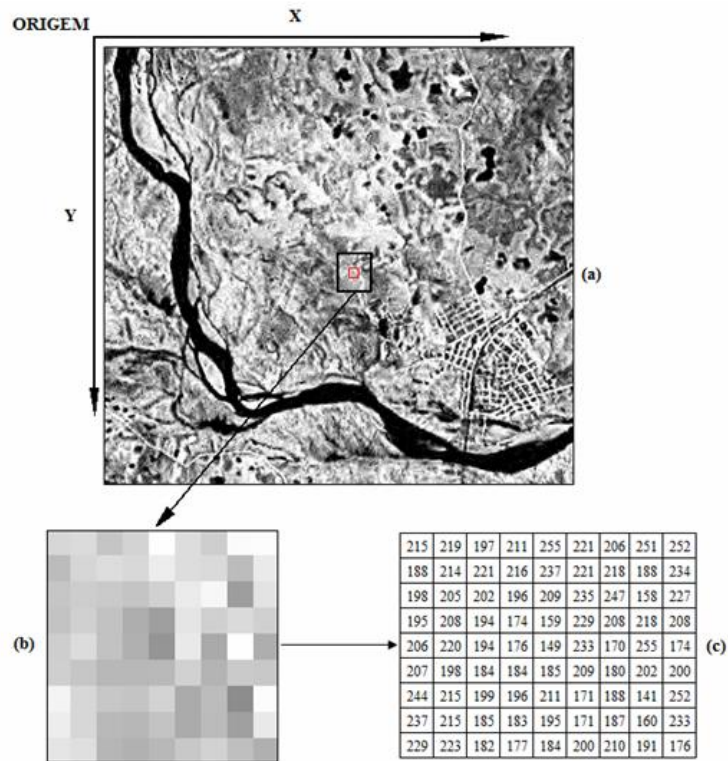 X
ORIGEM
Y
(a)
(b)
215 219 197 211 255 221 206 251 252
188 214 221 216 237 221 218 188 234
198 205 202 196 209 235 247 158 227
195 208 194 174 159 229 208 218 208
206 220 194 176 149 233 170 255 174
207 198 184 184 185 209 180 202 200
244 215 199 196 211 171 188 141 252
237 215 185 183 195 171 187 160 233
229 223 182 177 184 200 210 191 176
(c)